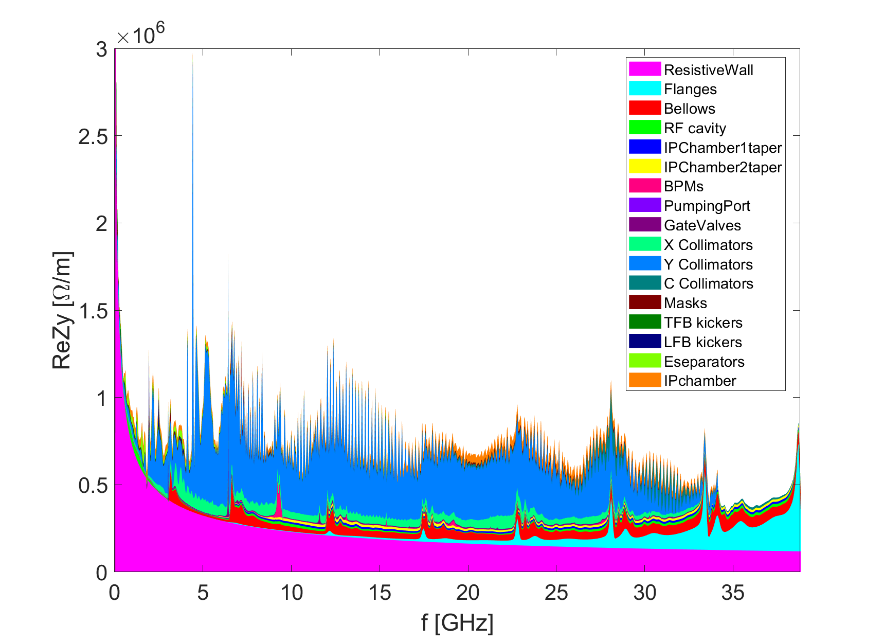 ×10⁶
3
2.5
2
1.5
1
0.5
0
ReZy [Ω/m]
0 5 10 15 20 25 30 35
f [GHz]
ResistiveWall
Flanges
Bellows
RF cavity
IPChamber1taper
IPChamber2taper
BPMs
PumpingPort
GateValves
X Collimators
Y Collimators
C Collimators
Masks
TFB kickers
LFB kickers
Eseparators
IPchamber